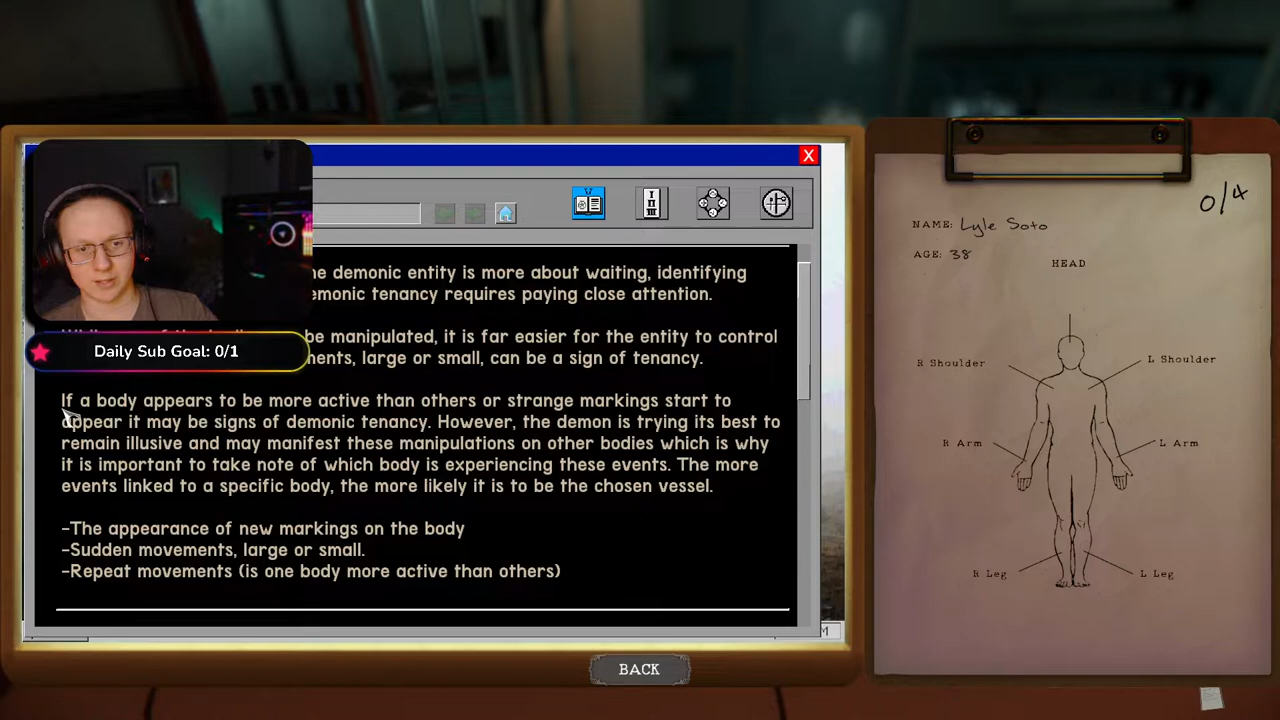 X
0/4
NAME: Lyle Soto
AGE: 38
HEAD
R Shoulder
L Shoulder
R Arm
L Arm
R Leg
L Leg
I
II
III
demonic entity is more about waiting, identifying
demonic tenancy requires paying close attention.
be manipulated, it is far easier for the entity to control
large or small, can be a sign of tenancy.
Daily Sub Goal: 0/1
If a body appears to be more active than others or strange markings start to
appear it may be signs of demonic tenancy. However, the demon is trying its best to
remain illusive and may manifest these manipulations on other bodies which is why
it is important to take note of which body is experiencing these events. The more
events linked to a specific body, the more likely it is to be the chosen vessel.
-The appearance of new markings on the body
-Sudden movements, large or small.
-Repeat movements (is one body more active than others)
BACK